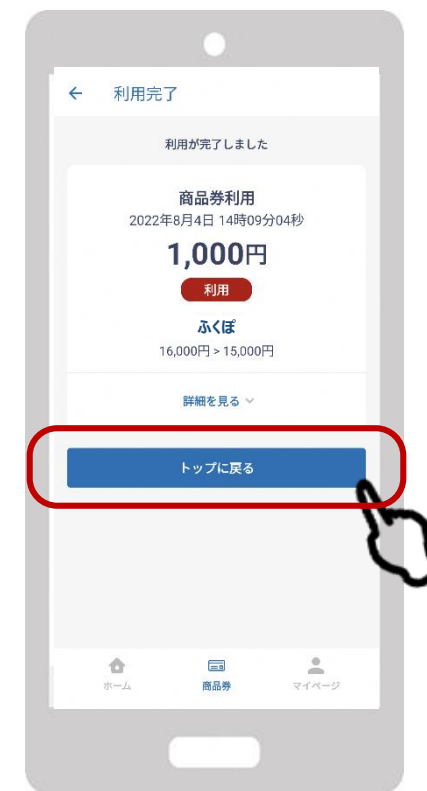 ← 利用完了
利用が完了しました
商品券利用
2022年8月4日 14時09分04秒
1,000円
利用
ふくぽ
16,000円 > 15,000円
詳細を見る
トップに戻る
ホーム 商品券 マイページ